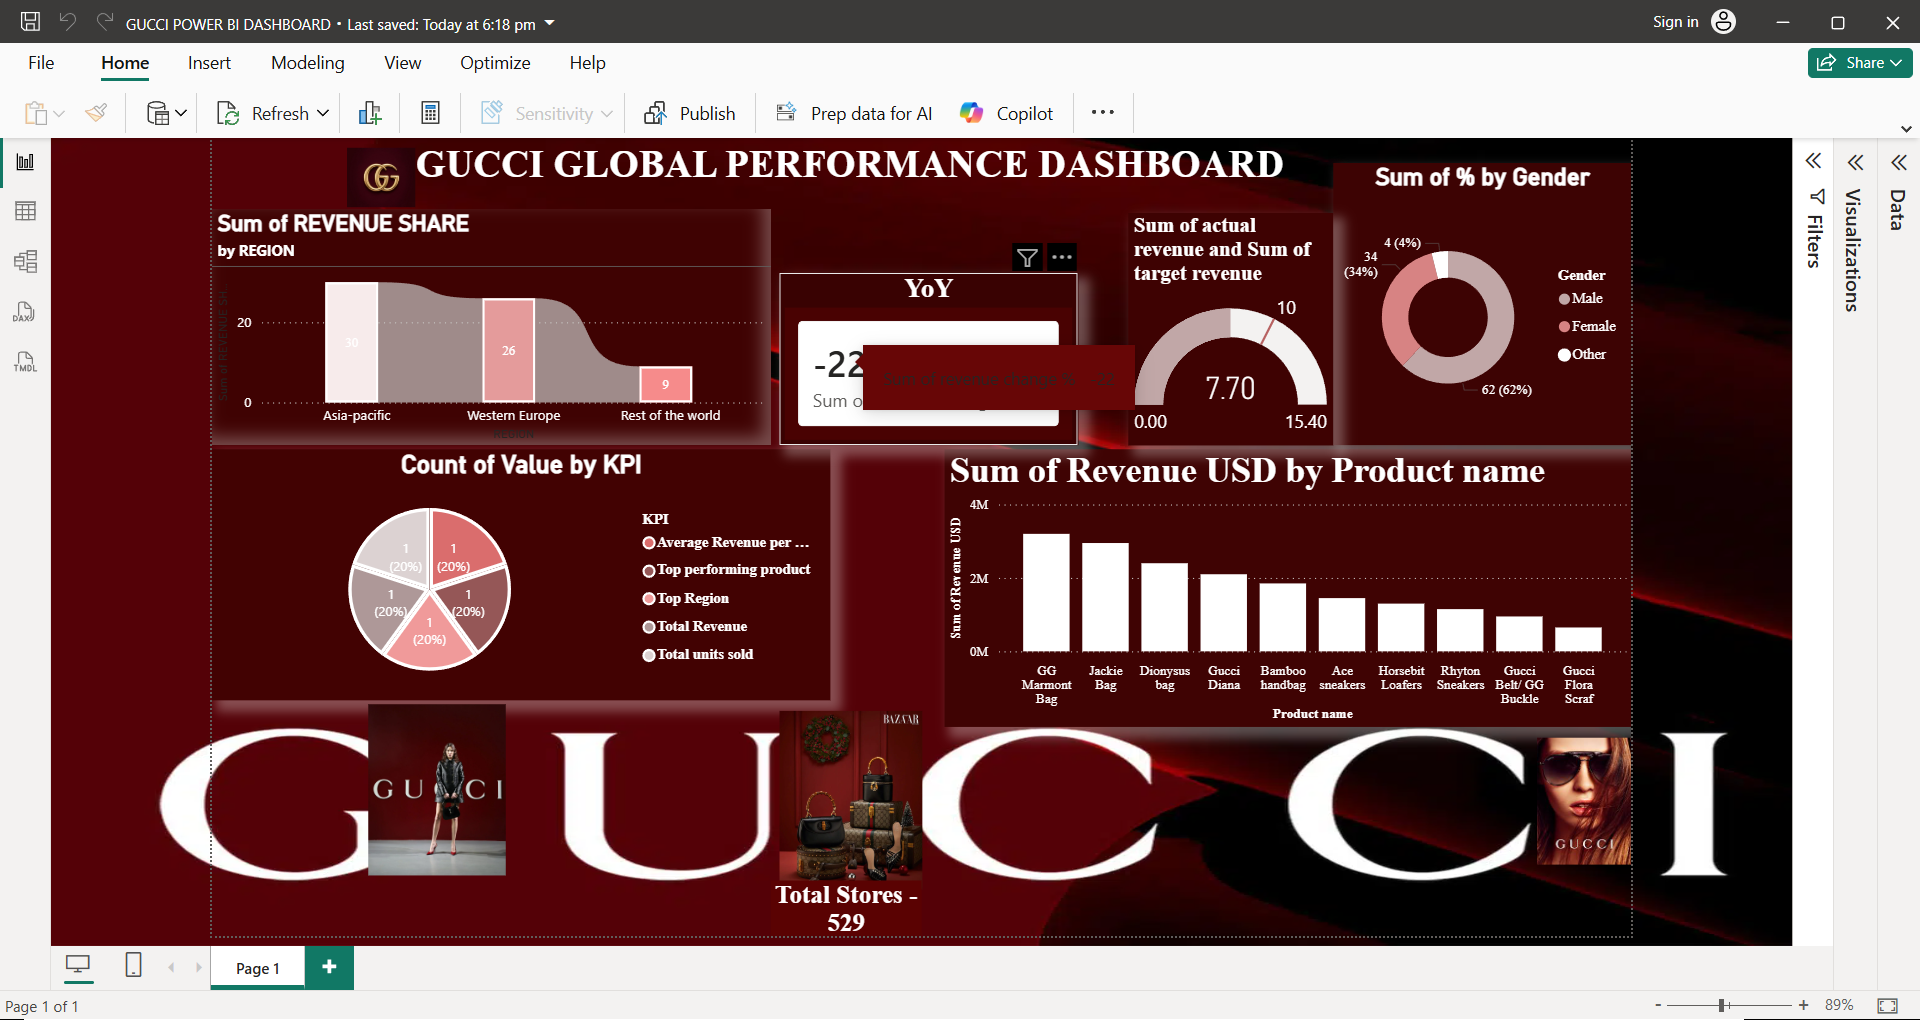 GUCCI POWER BI DASHBOARD • Last saved: Today at 6:18 pm
Sign in
File
Home
Insert
Modeling
View
Optimize
Help
Share
Refresh
Sensitivity
Publish
Prep data for AI
Copilot
DAX
TMDL
GG
GUCCI GLOBAL PERFORMANCE DASHBOARD
Sum of REVENUE SHARE
by REGION
20
0
30
26
9
Asia-pacific
Western Europe
Rest of the world
REGION
YoY
-22
Sum of revenue change % -22
Sum o
Sum of actual
revenue and Sum of
target revenue
10
7.70
0.00
15.40
Sum of % by Gender
4 (4%)
34
(34%)
62 (62%)
Gender
Male
Female
Other
Filters
Visualizations
Data
Count of Value by KPI
1
(20%)
1
(20%)
1
(20%)
1
(20%)
1
(20%)
KPI
Average Revenue per ...
Top performing product
Top Region
Total Revenue
Total units sold
Sum of Revenue USD by Product name
Sum of Revenue USD
4M
2M
0M
GG
Marmont
Bag
Jackie
Bag
Dionysus
bag
Gucci
Diana
Bamboo
handbag
Ace
sneakers
Horsebit
Loafers
Rhyton
Sneakers
Gucci
Belt/ GG
Buckle
Gucci
Flora
Scraf
Product name
GUCCI
GUCCI
BAZAAR
GUCCI
Total Stores -
529
Page 1
Page 1 of 1
- + 89%